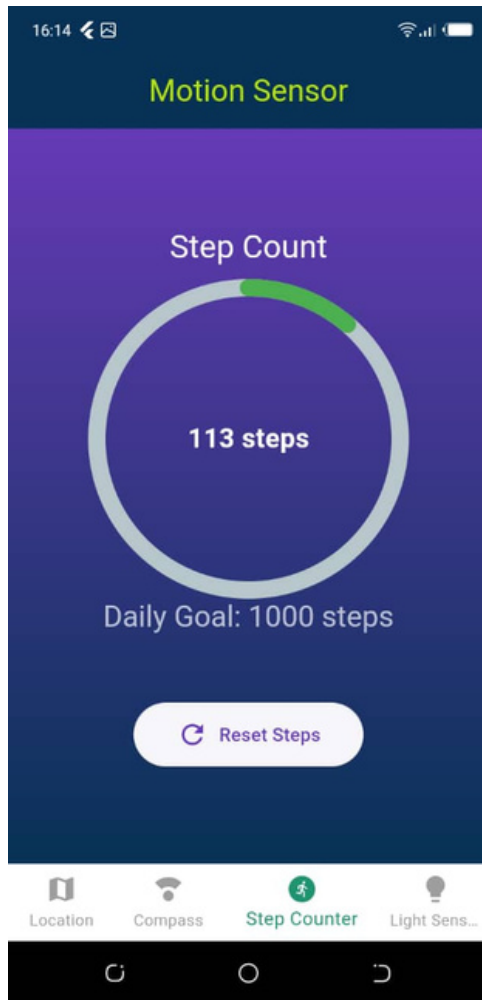 16:14
Motion Sensor
Step Count
113 steps
Daily Goal: 1000 steps
Reset Steps
Location Compass Step Counter Light Sens...